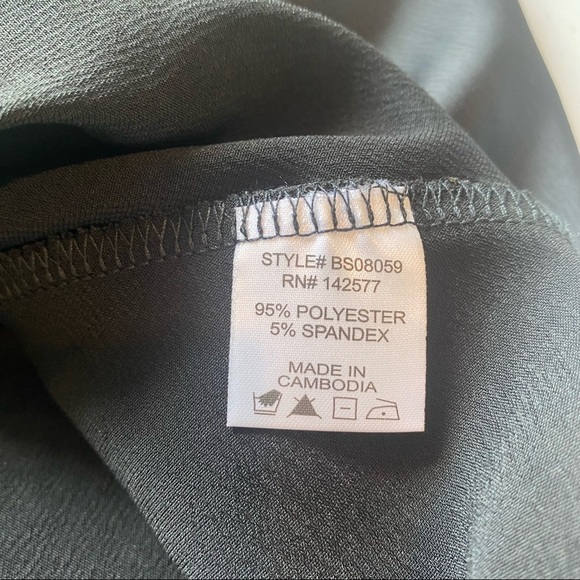 STYLE# BS08059
RN# 142577
95% POLYESTER
5% SPANDEX
MADE IN
CAMBODIA